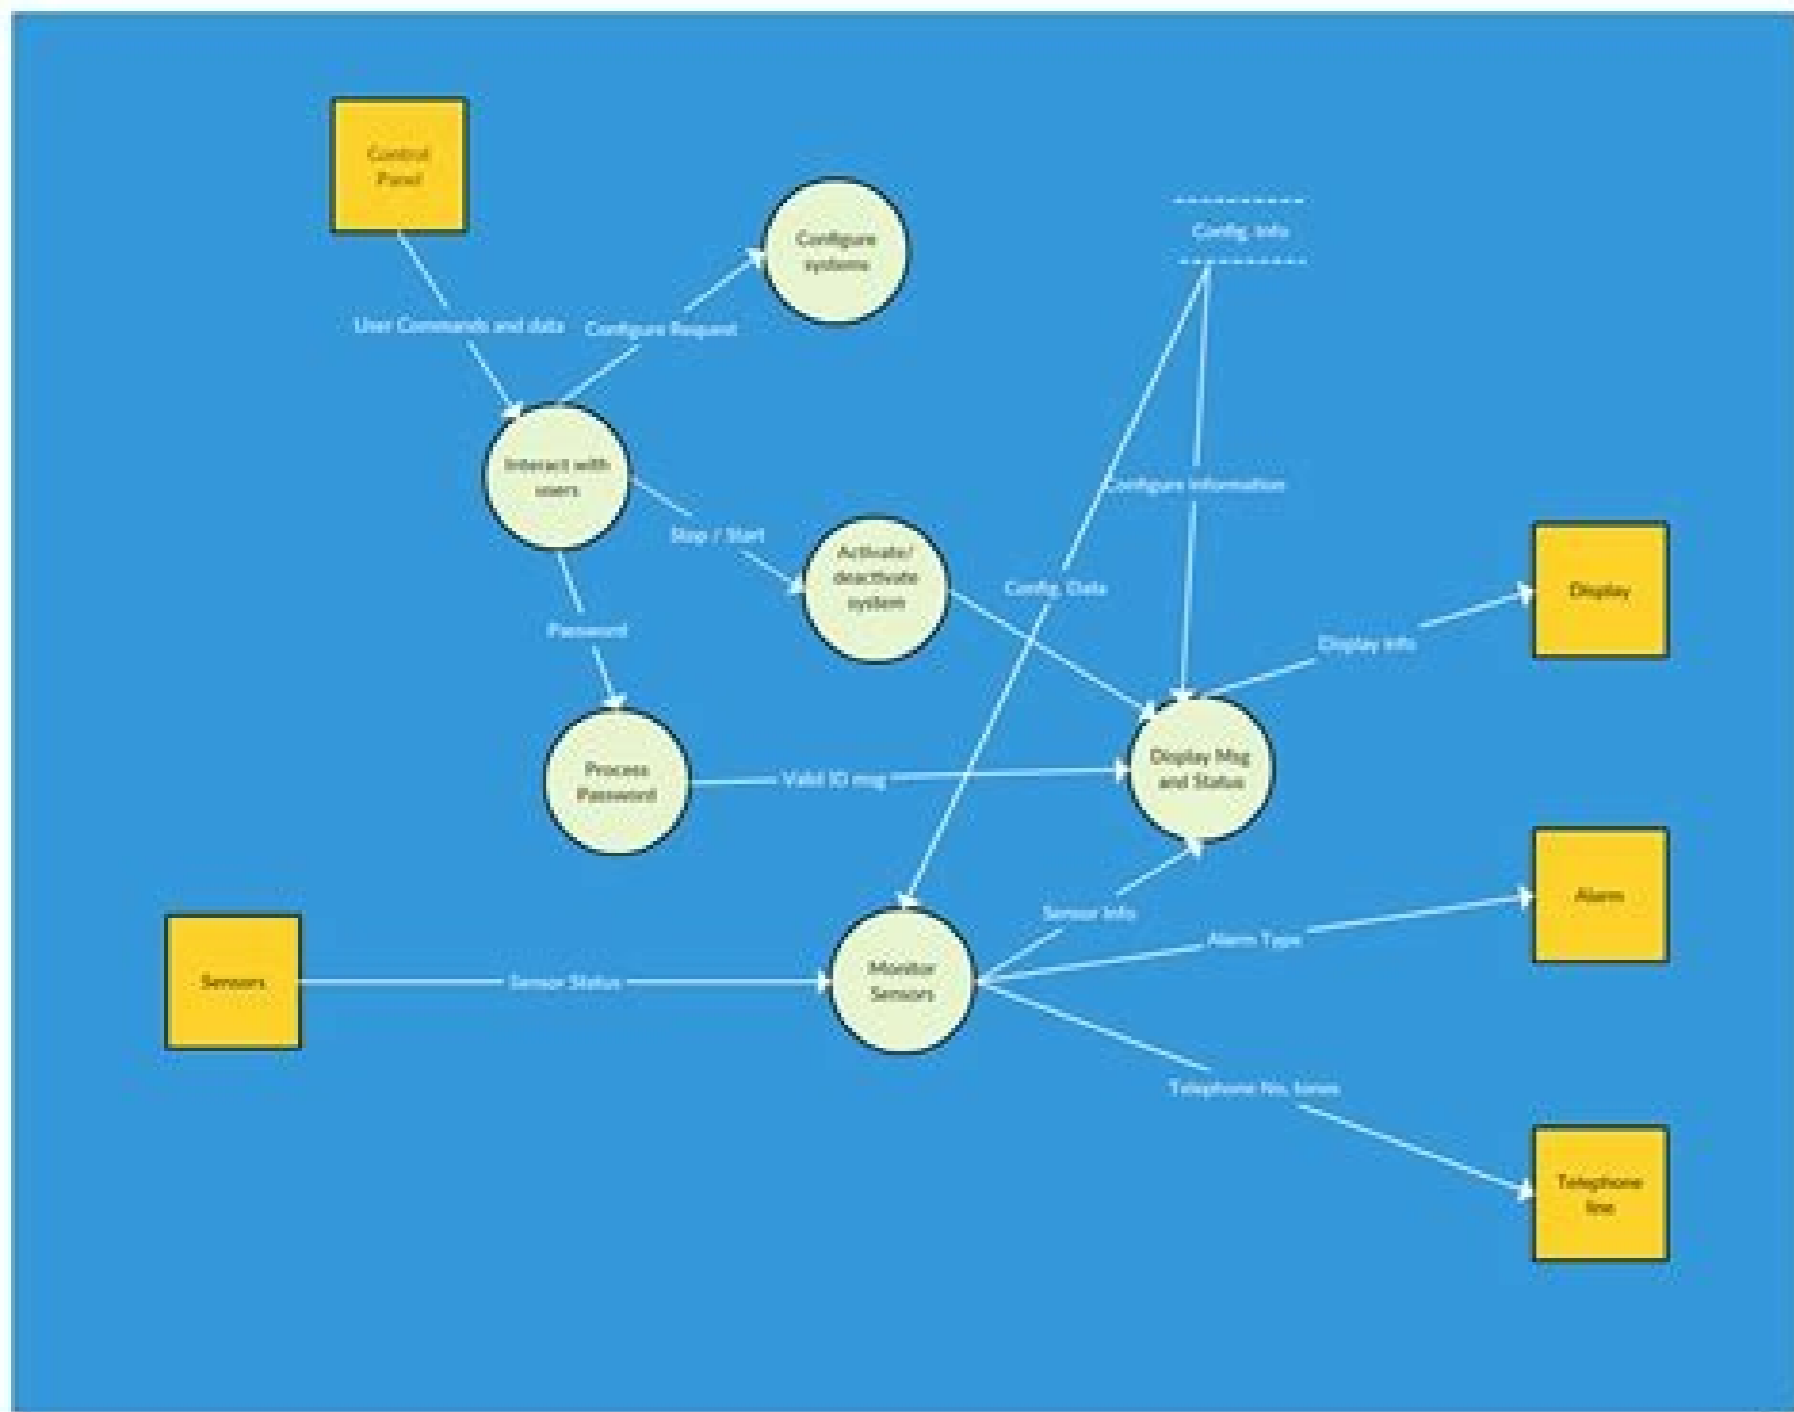 Control
Panel
Configure
systems
Config. Info
User Commands and data
Configure Request
Interact with
users
Configure Information
Stop / Start
Activate/
deactivate
system
Config. Data
Display
Password
Display Info
Process
Password
Valid ID msg
Display Msg
and Status
Sensor Info
Alarm
Alarm Type
Sensors
Sensor Status
Monitor
Sensors
Telephone No, tones
Telephone
line